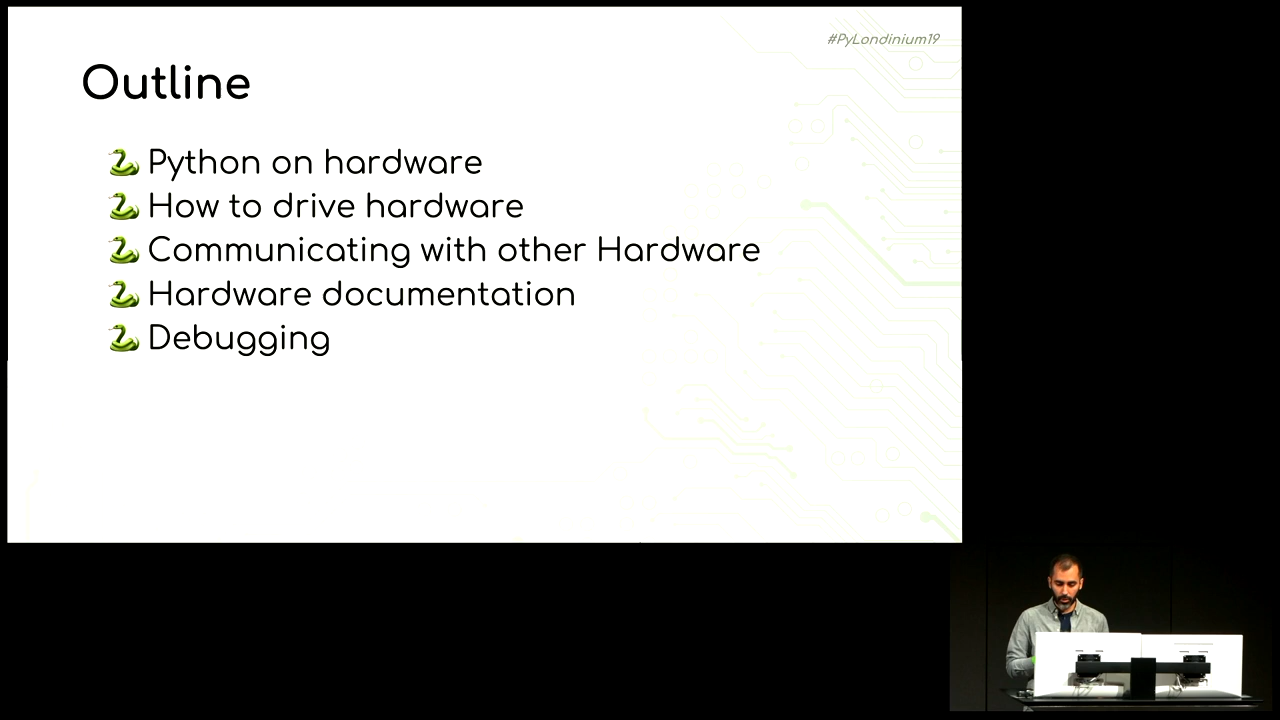 #PyLondinium19
Outline
🐍 Python on hardware
🐍 How to drive hardware
🐍 Communicating with other Hardware
🐍 Hardware documentation
🐍 Debugging